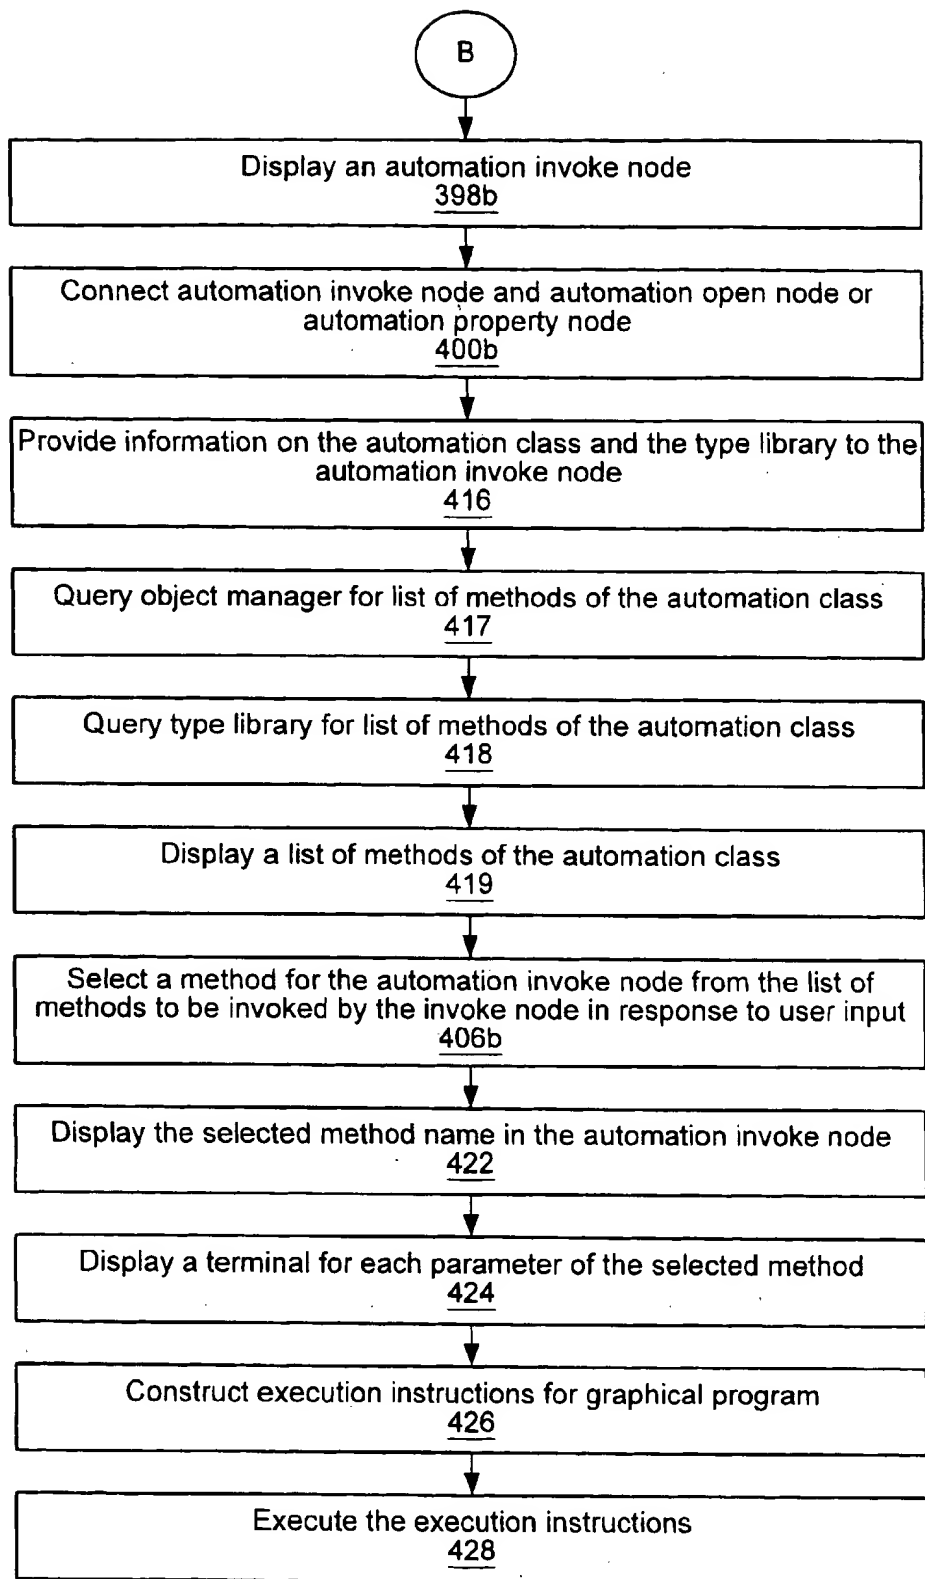 B
Display an automation invoke node
398b
Connect automation invoke node and automation open node or
automation property node
400b
Provide information on the automation class and the type library to the
automation invoke node
416
Query object manager for list of methods of the automation class
417
Query type library for list of methods of the automation class
418
Display a list of methods of the automation class
419
Select a method for the automation invoke node from the list of
methods to be invoked by the invoke node in response to user input
406b
Display the selected method name in the automation invoke node
422
Display a terminal for each parameter of the selected method
424
Construct execution instructions for graphical program
426
Execute the execution instructions
428